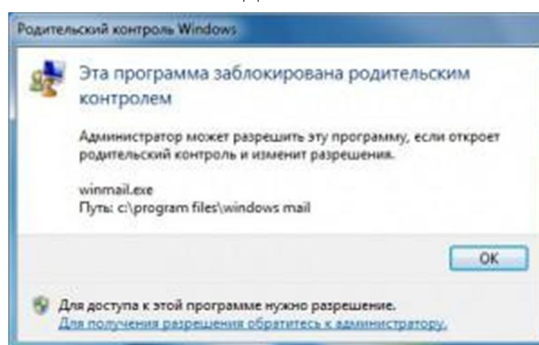 Родительский контроль Windows
Эта программа заблокирована родительским
контролем
Администратор может разрешить эту программу, если откроет
родительский контроль и изменит разрешения.
winmail.exe
Путь: c:\program files\windows mail
OK
Для доступа к этой программе нужно разрешение.
Для получения разрешения обратитесь к администратору.